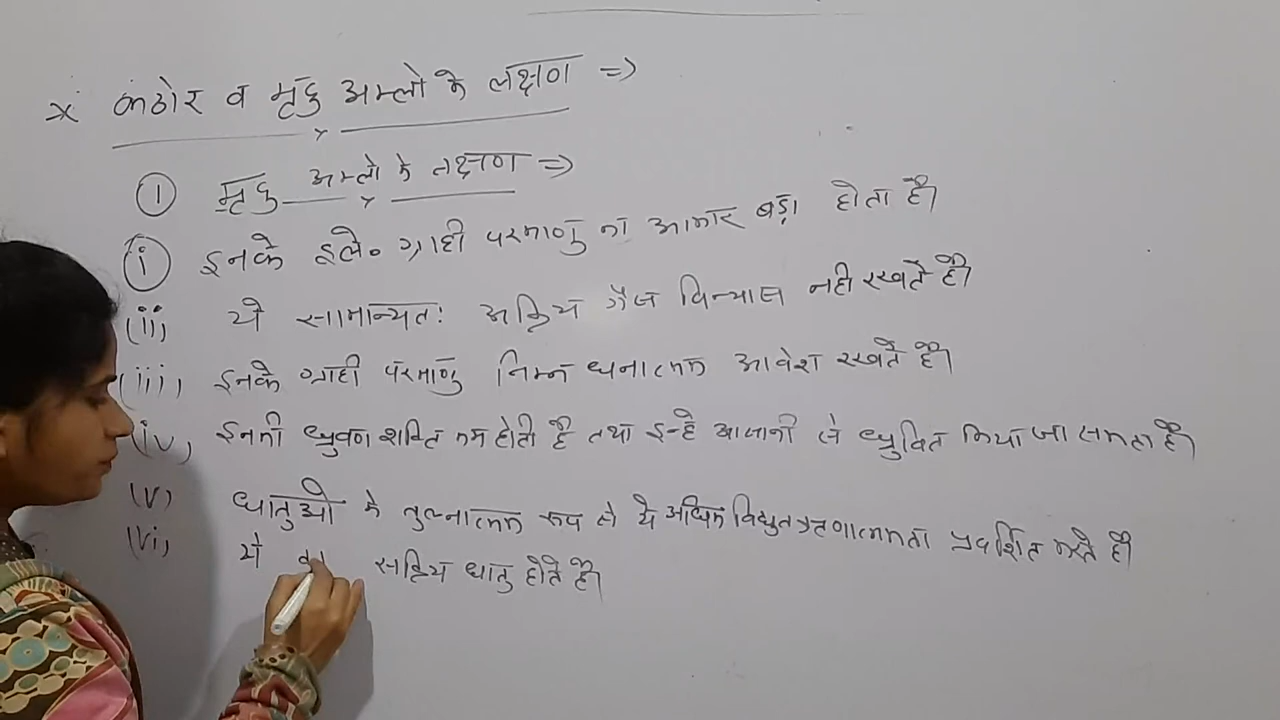 × कठोर व मृदु अम्लो के लक्षण ⇒
① मृदु अम्लो के लक्षण ⇒
(i) इनके इले० ग्राही परमाणु का आकार बड़ा होता है।
(ii) ये सामान्यत: अक्रिय गैस विन्यास नही रखते है।
(iii) इनके ग्राही परमाणु निम्न धनात्मक आवेश रखते है।
(iv) इनकी ध्रुवण शक्ति कम होती है तथा इन्हे आसानी से ध्रुवित किया जा सकता है।
(v) धातुओ के तुलनात्मक रूप से ये अधिक विद्युतऋणात्मकता प्रदर्शित करते है।
(vi) ये सक्रिय धातु होते है।